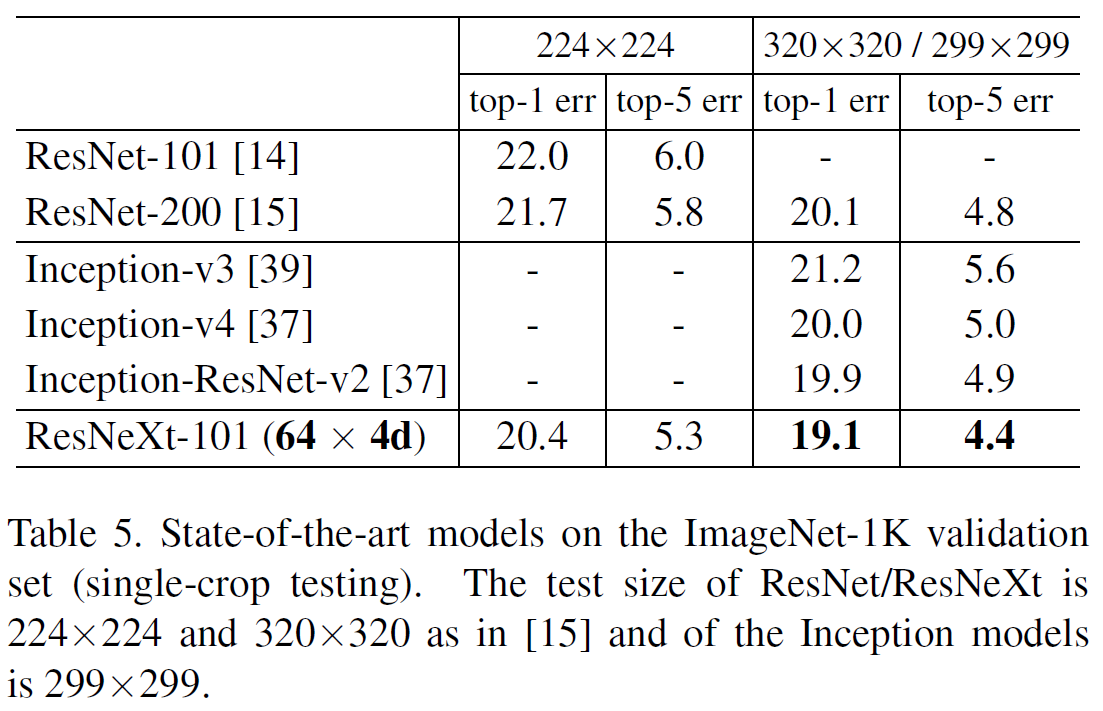 224×224 320×320 / 299×299
top-1 err top-5 err top-1 err top-5 err
ResNet-101 [14] 22.0 6.0 - -
ResNet-200 [15] 21.7 5.8 20.1 4.8
Inception-v3 [39] - - 21.2 5.6
Inception-v4 [37] - - 20.0 5.0
Inception-ResNet-v2 [37] - - 19.9 4.9
ResNeXt-101 (64 × 4d) 20.4 5.3 19.1 4.4
Table 5. State-of-the-art models on the ImageNet-1K validation
set (single-crop testing). The test size of ResNet/ResNeXt is
224×224 and 320×320 as in [15] and of the Inception models
is 299×299.